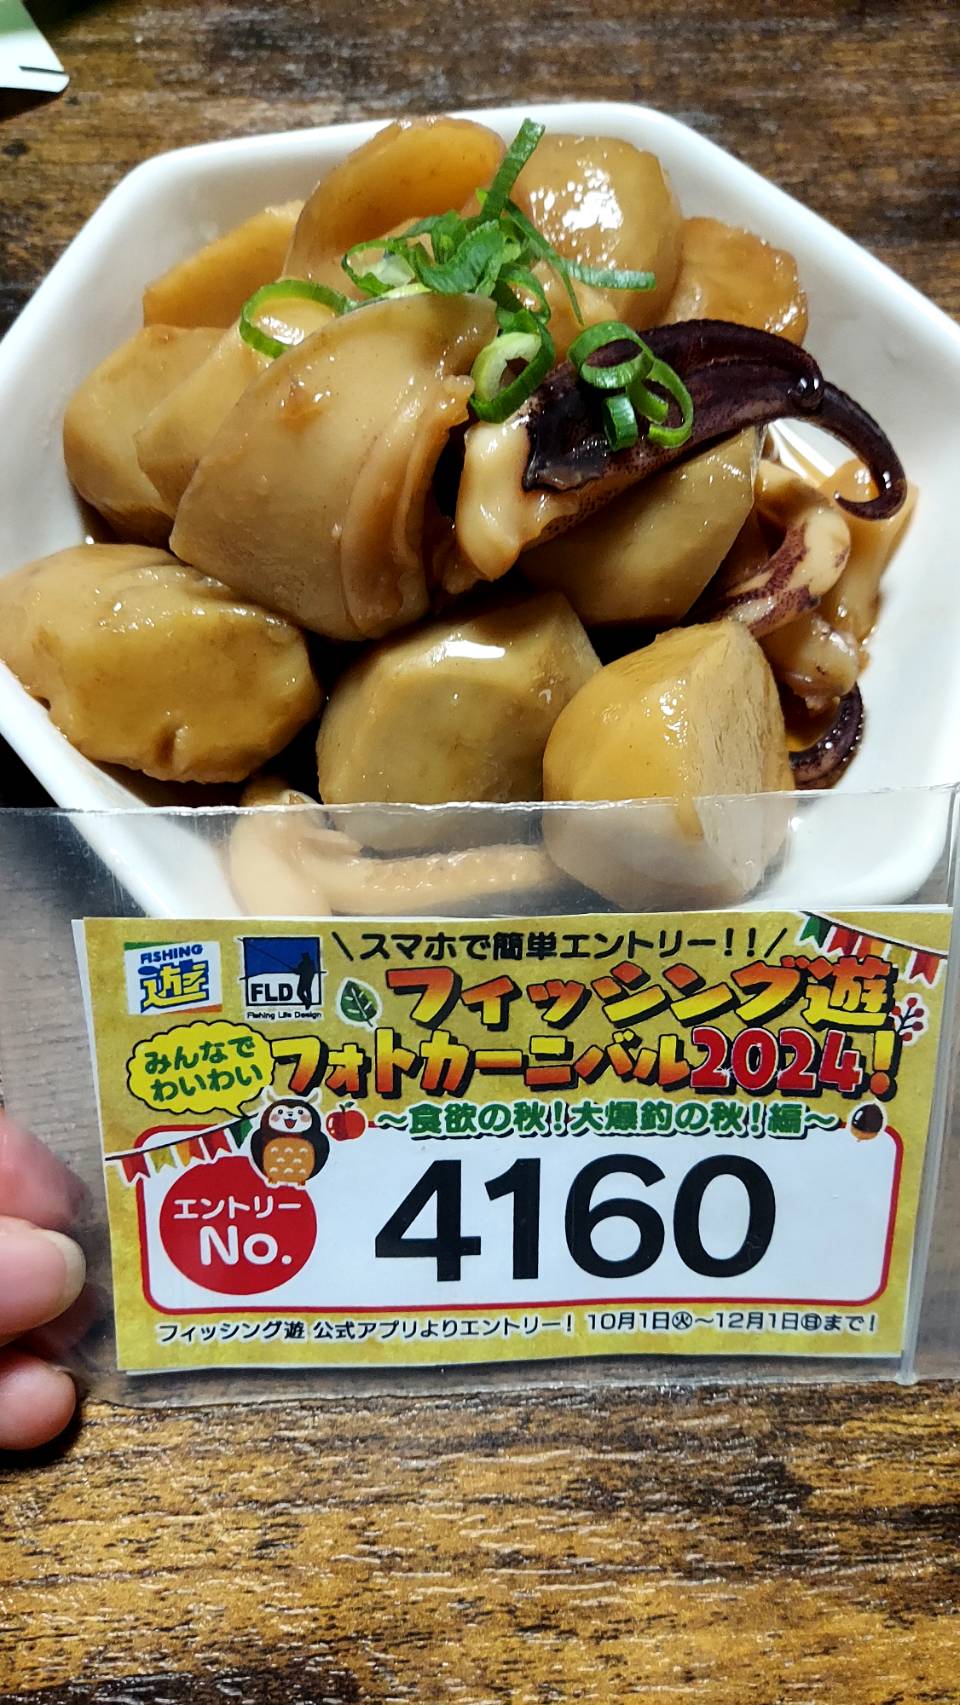 FISHING
遊
FLD
Fishing Life Design
\スマホで簡単エントリー!!/
フィッシング遊
みんなで
わいわい
フォトカーニバル2024!
～食欲の秋!大爆釣の秋!編～
エントリー
No.
4160
フィッシング遊 公式アプリよりエントリー! 10月1日㊋～12月1日㊐まで!